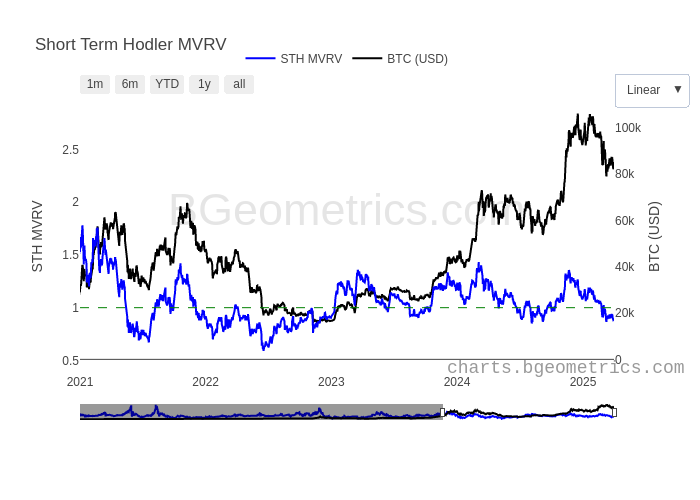 Short Term Hodler MVRV
STH MVRV
BTC (USD)
1m
6m
YTD
1y
all
Linear ▼
BGeometrics.com
STH MVRV
2.5
2
1.5
1
0.5
100k
80k
60k
40k
20k
0
BTC (USD)
2021
2022
2023
2024
2025
charts.bgeometrics.com